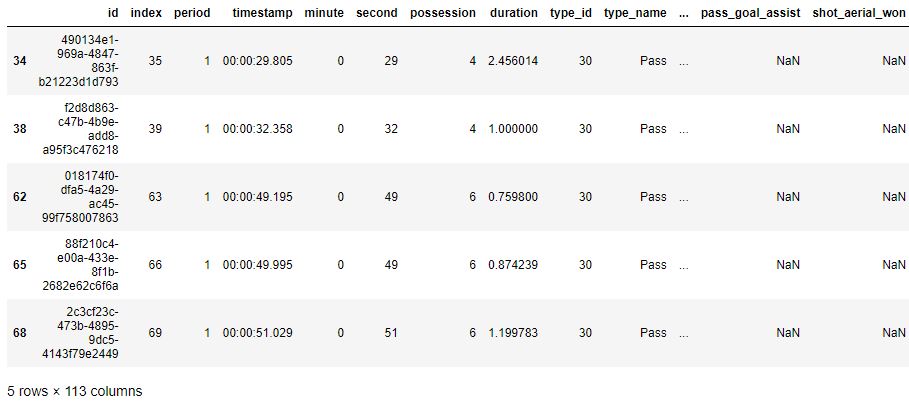 id index period timestamp minute second possession duration type_id type_name ... pass_goal_assist shot_aerial_won
490134e1-
969a-4847-
34 863f- 35 1 00:00:29.805 0 29 4 2.456014 30 Pass ... NaN NaN
b21223d1d793
f2d8d863-
c47b-4b9e-
38 add8- 39 1 00:00:32.358 0 32 4 1.000000 30 Pass ... NaN NaN
a95f3c476218
018174f0-
dfa5-4a29-
62 ac45- 63 1 00:00:49.195 0 49 6 0.759800 30 Pass ... NaN NaN
99f758007863
88f210c4-
e00a-433e-
65 8f1b- 66 1 00:00:49.995 0 49 6 0.874239 30 Pass ... NaN NaN
2682e62c6f6a
2c3cf23c-
473b-4895-
68 9dc5- 69 1 00:00:51.029 0 51 6 1.199783 30 Pass ... NaN NaN
4143f79e2449
5 rows × 113 columns